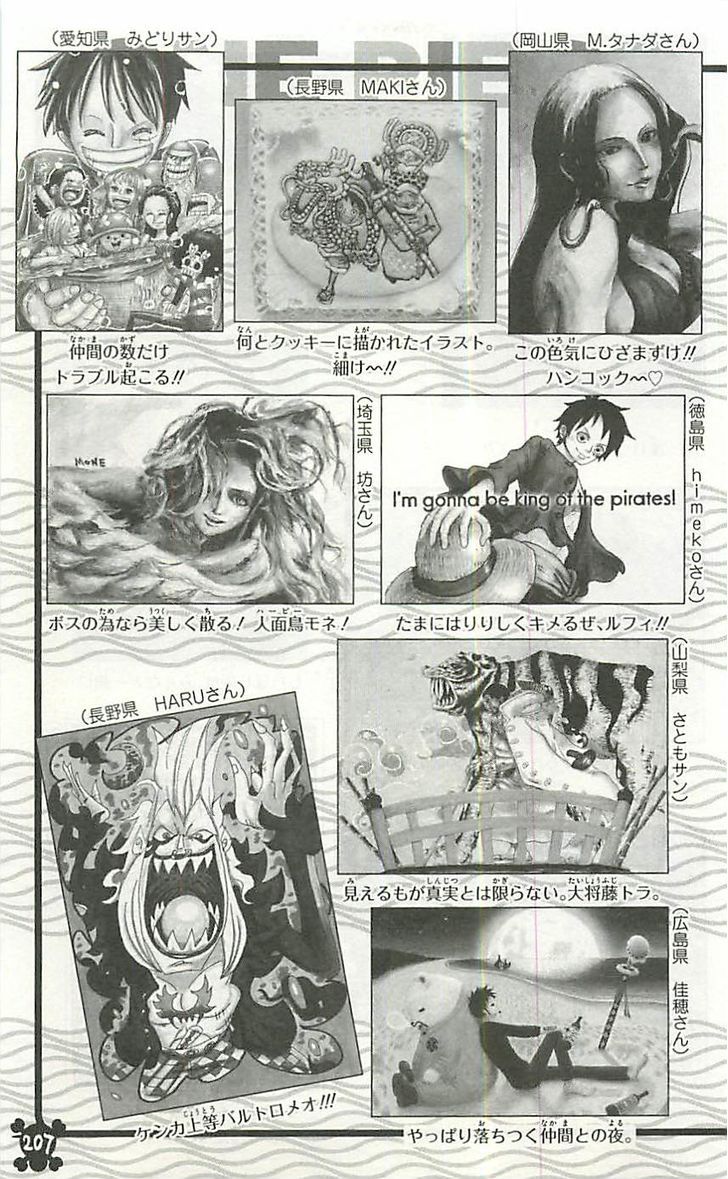 ONE PIECE
(愛知県 みどりサン)
(長野県 MAKIさん)
(岡山県 M.タナダさん)
仲間の数だけ
トラブル起こる!!
何とクッキーに描かれたイラスト。
細け〜!!
この色気にひざまずけ!!
ハンコック〜♡
MONE
(埼玉県 坊さん)
I'm gonna be king of the pirates!
(徳島県 himekoさん)
ボスの為なら美しく散る! 人面鳥モネ!
たまにはりりしくキメるぜ、ルフィ!!
(長野県 HARUさん)
(山梨県 さともサン)
見えるもが真実とは限らない。大将藤トラ。
(広島県 佳穂さん)
ケンカ上等バルトロメオ!!!
やっぱり落ちつく仲間との夜。
207